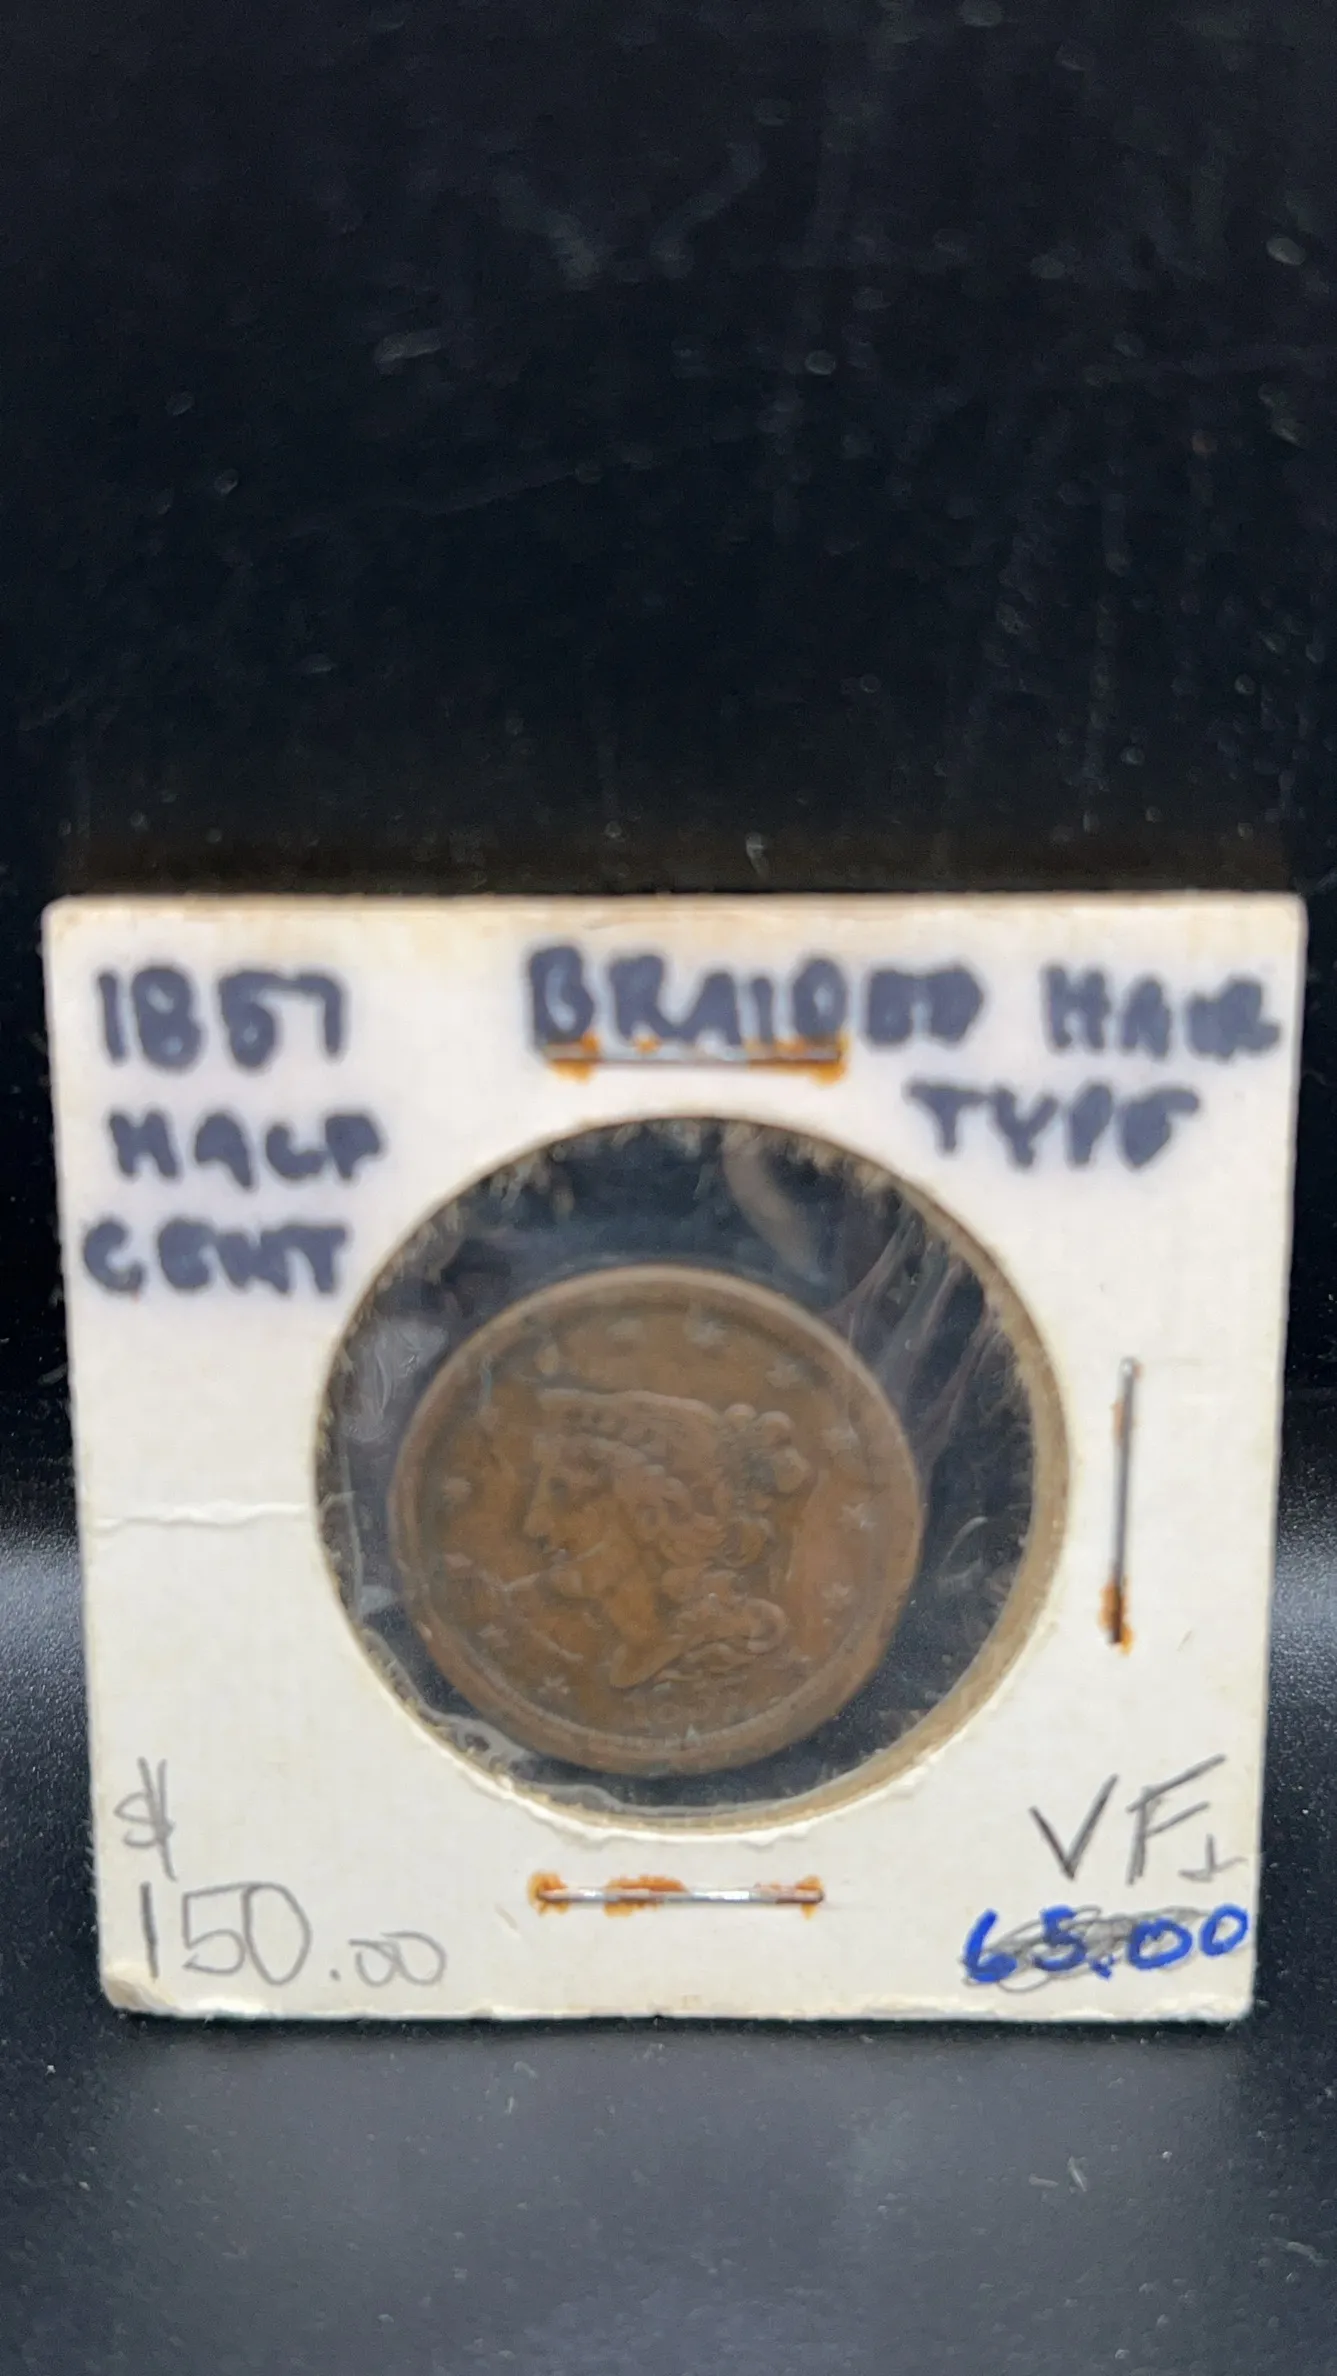 1857
HALF
CENT
BRAIDED HAIR
TYPE
$
150.00
VF
65.00